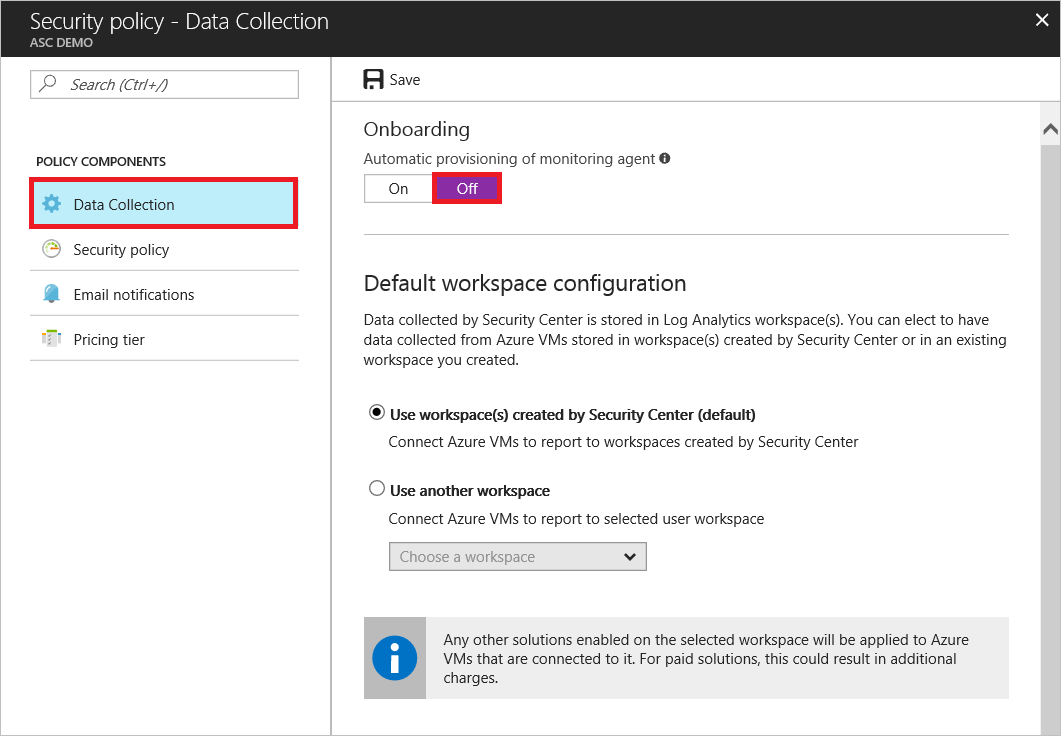 Security policy - Data Collection
ASC DEMO
Search (Ctrl+/)
POLICY COMPONENTS
Data Collection
Security policy
Email notifications
Pricing tier
Save
Onboarding
Automatic provisioning of monitoring agent
On
Off
Default workspace configuration
Data collected by Security Center is stored in Log Analytics workspace(s). You can elect to have
data collected from Azure VMs stored in workspace(s) created by Security Center or in an existing
workspace you created.
Use workspace(s) created by Security Center (default)
Connect Azure VMs to report to workspaces created by Security Center
Use another workspace
Connect Azure VMs to report to selected user workspace
Choose a workspace
Any other solutions enabled on the selected workspace will be applied to Azure
VMs that are connected to it. For paid solutions, this could result in additional
charges.